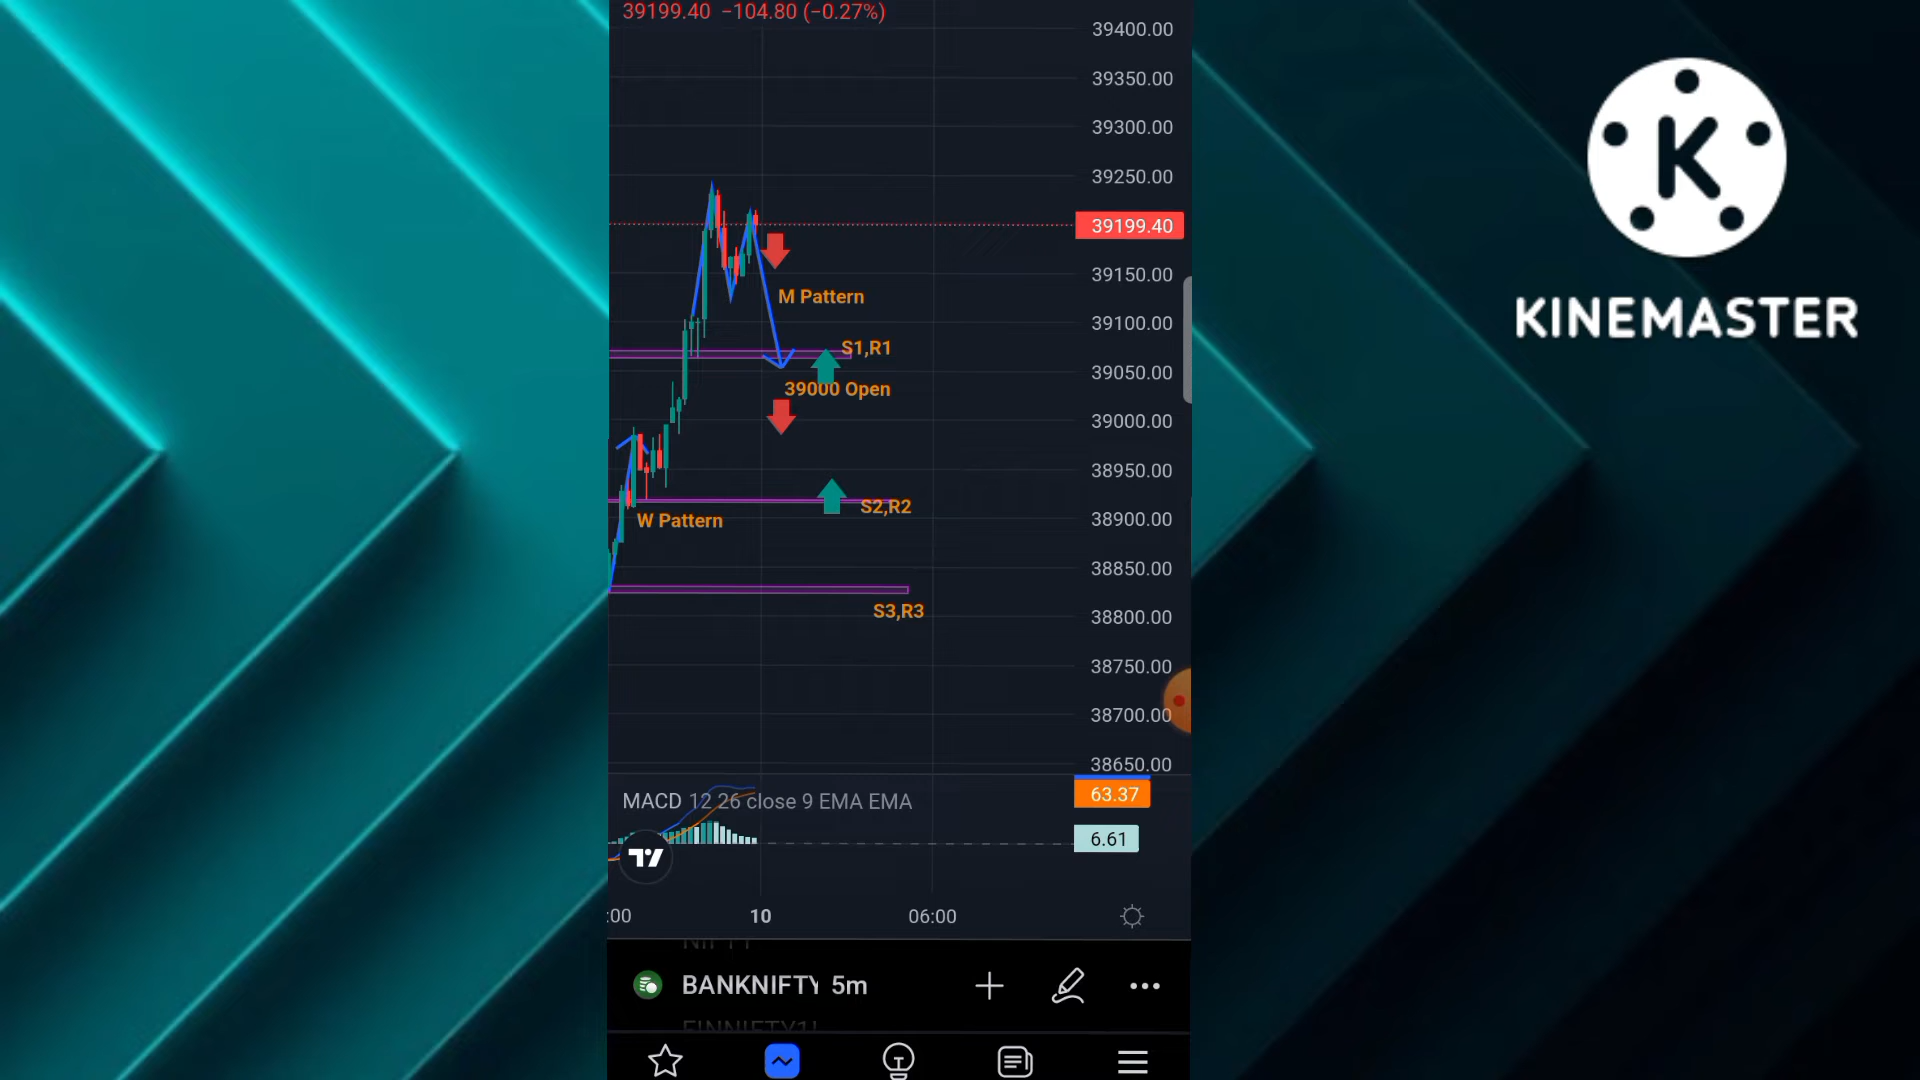 39199.40 −104.80 (−0.27%)
39400.00
39350.00
39300.00
39250.00
39199.40
39150.00
39100.00
39050.00
39000.00
38950.00
38900.00
38850.00
38800.00
38750.00
38700.00
38650.00
M Pattern
S1,R1
39000 Open
S2,R2
W Pattern
S3,R3
MACD 12 26 close 9 EMA EMA
63.37
6.61
:00
10
06:00
NIFTY
BANKNIFTY 5m
FINNIFTY1!
K
KINEMASTER